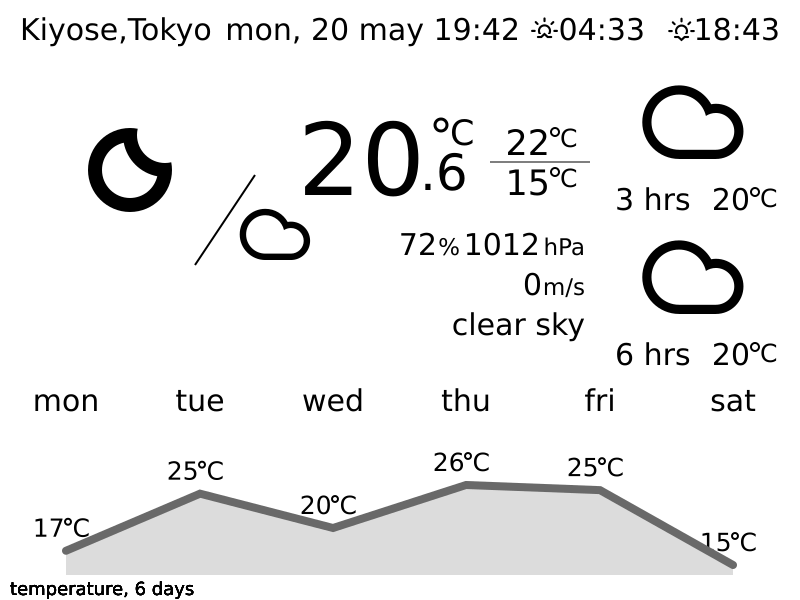 Kiyose,Tokyo mon, 20 may 19:42 04:33 18:43
20.6℃ 22℃
15℃
3 hrs 20℃
72% 1012 hPa
0m/s
clear sky
6 hrs 20℃
mon tue wed thu fri sat
17℃ 25℃ 20℃ 26℃ 25℃ 15℃
temperature, 6 days